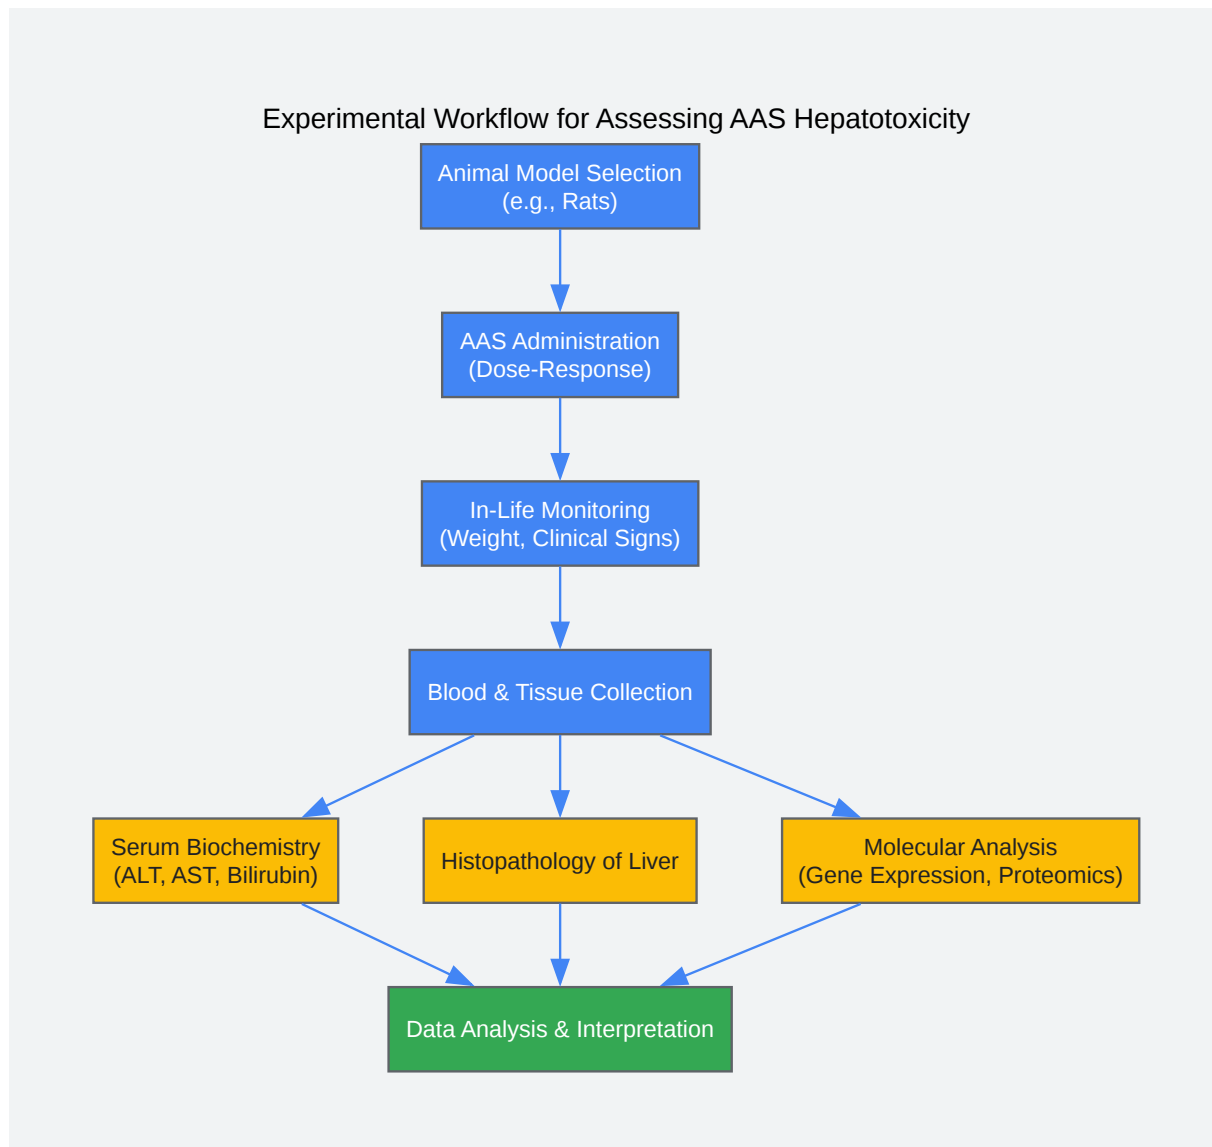 Experimental Workflow for Assessing AAS Hepatotoxicity
Animal Model Selection
(e.g., Rats)
AAS Administration
(Dose-Response)
In-Life Monitoring
(Weight, Clinical Signs)
Blood & Tissue Collection
Serum Biochemistry
(ALT, AST, Bilirubin)
Histopathology of Liver
Molecular Analysis
(Gene Expression, Proteomics)
Data Analysis & Interpretation